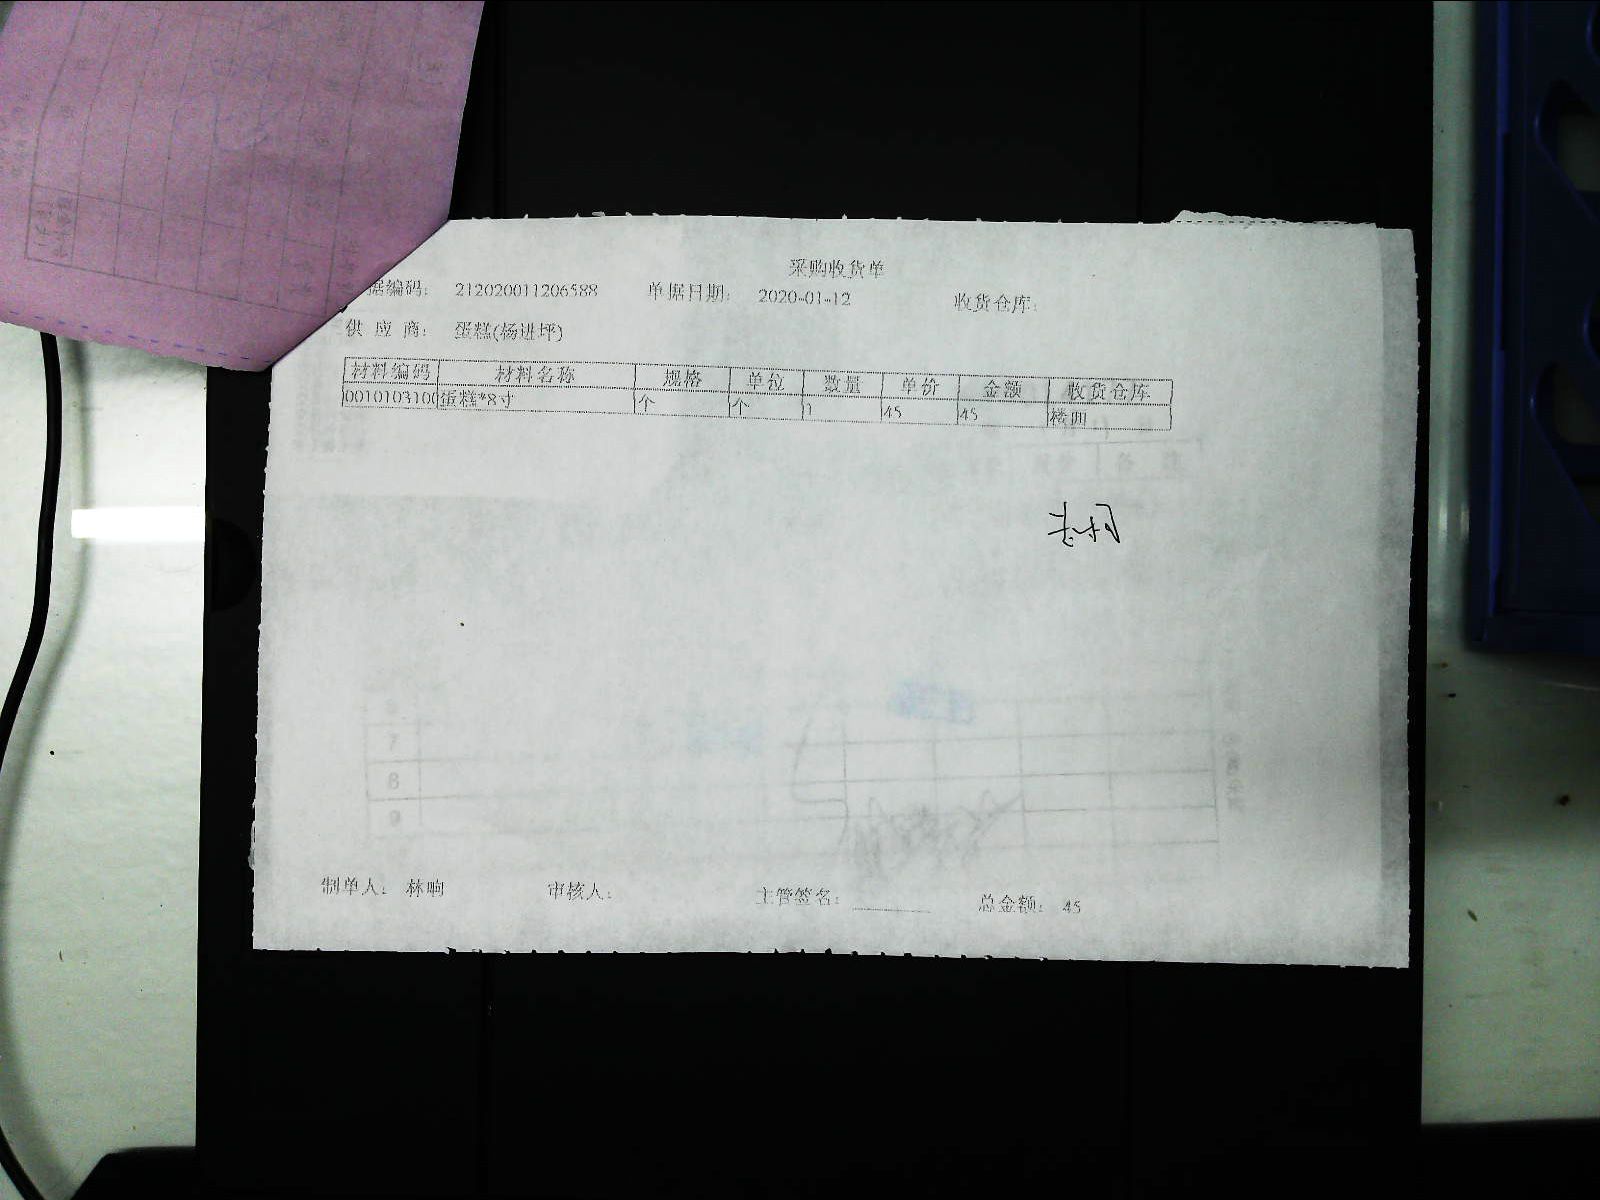 采购收货单
据编码: 212020011206588 单据日期: 2020-01-12 收货仓库:
供应商: 蛋糕(杨进坪)
材料编码 材料名称 规格 单位 数量 单价 金额 收货仓库
0010103100 蛋糕*8寸 个 个 1 45 45 楼面
7
8
9
制单人: 林晌 审核人: 主管签名: 总金额: 45